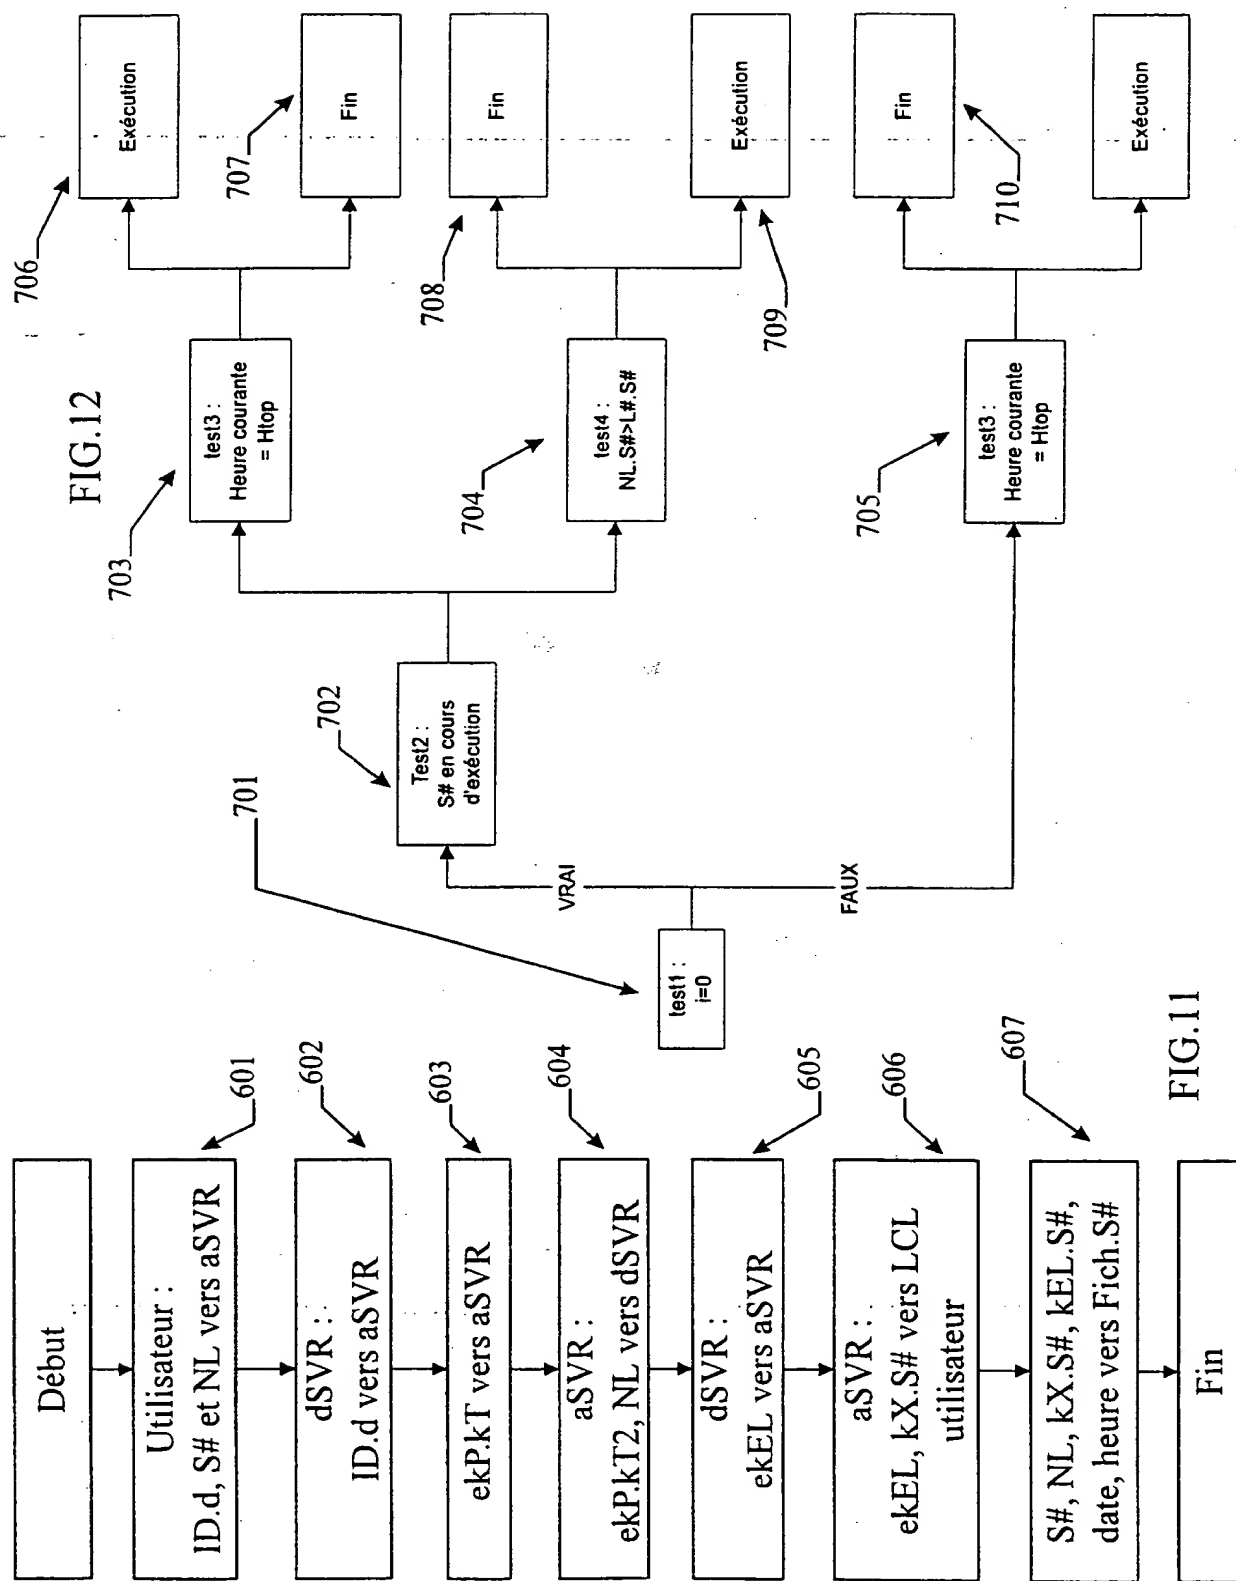 Début
Utilisateur :
ID.d, S# et NL vers aSVR
601
dSVR :
ID.d vers aSVR
602
ekP.kT vers aSVR
603
aSVR :
ekP.kT2, NL vers dSVR
604
dSVR :
ekEL vers aSVR
605
aSVR :
ekEL, kX.S# vers LCL
utilisateur
606
S#, NL, kX.S#, kEL.S#,
date, heure vers Fich.S#
607
Fin
FIG.11
FIG.12
test1 :
i=0
701
VRAI
FAUX
Test2 :
S# en cours
d'exécution
702
test3 :
Heure courante
= Htop
703
test4 :
NL.S#>L#.S#
704
test3 :
Heure courante
= Htop
705
Exécution
706
Fin
707
Fin
708
Exécution
709
Fin
710
Exécution